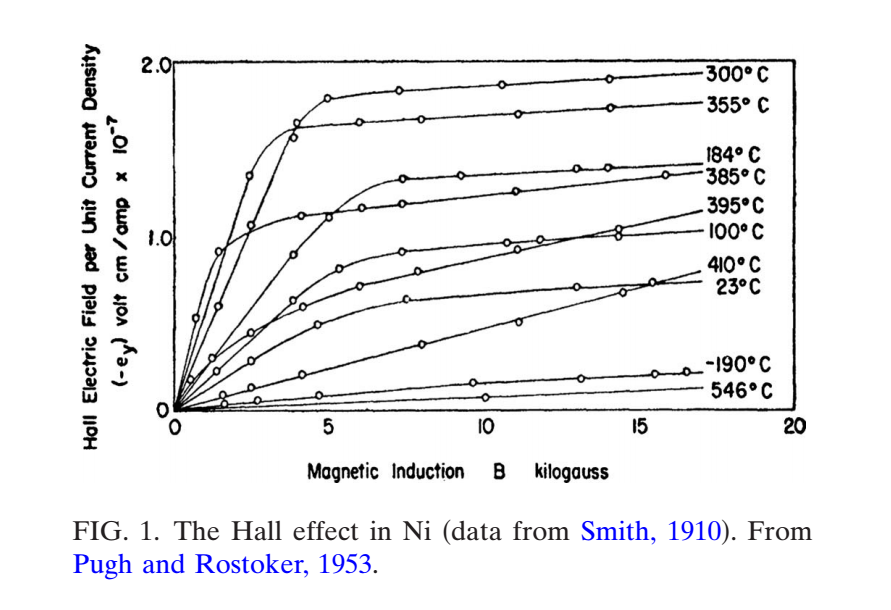 Hall Electric Field per Unit Current Density
(-ey) volt cm/amp x 10-7
2.0
1.0
0
300° C
355° C
184° C
385° C
395° C
100° C
410° C
23° C
-190° C
546° C
0 5 10 15 20
Magnetic Induction B kilogauss
FIG. 1. The Hall effect in Ni (data from Smith, 1910). From
Pugh and Rostoker, 1953.